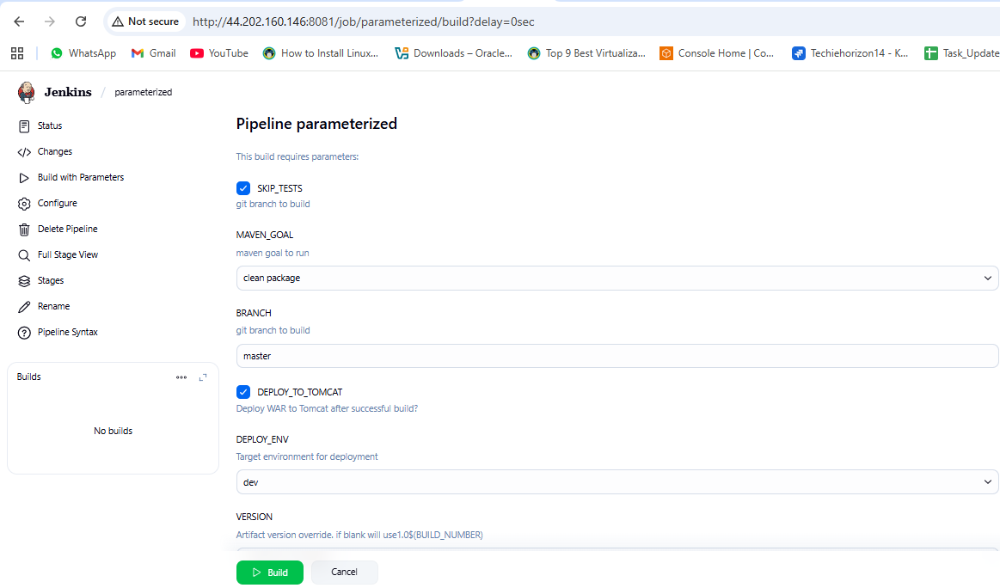 Not secure
http://44.202.160.146:8081/job/parameterized/build?delay=0sec
WhatsApp
Gmail
YouTube
How to Install Linux...
Downloads – Oracle...
Top 9 Best Virtualiza...
Console Home | Co...
Techiehorizon14 - K...
Task_Update
Jenkins / parameterized
Status
Changes
Build with Parameters
Configure
Delete Pipeline
Full Stage View
Stages
Rename
Pipeline Syntax
Builds
No builds
Pipeline parameterized
This build requires parameters:
SKIP_TESTS
git branch to build
MAVEN_GOAL
maven goal to run
clean package
BRANCH
git branch to build
master
DEPLOY_TO_TOMCAT
Deploy WAR to Tomcat after successful build?
DEPLOY_ENV
Target environment for deployment
dev
VERSION
Artifact version override. if blank will use1.0$(BUILD_NUMBER)
Build
Cancel